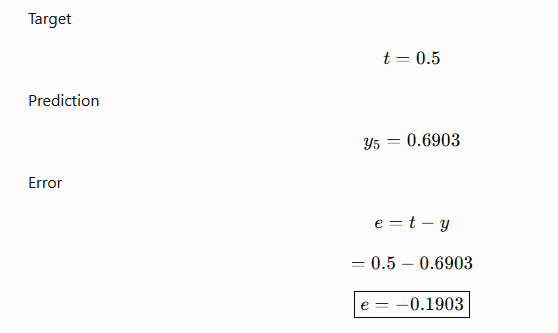 Target
t = 0.5
Prediction
y₅ = 0.6903
Error
e = t − y
= 0.5 − 0.6903
e = −0.1903